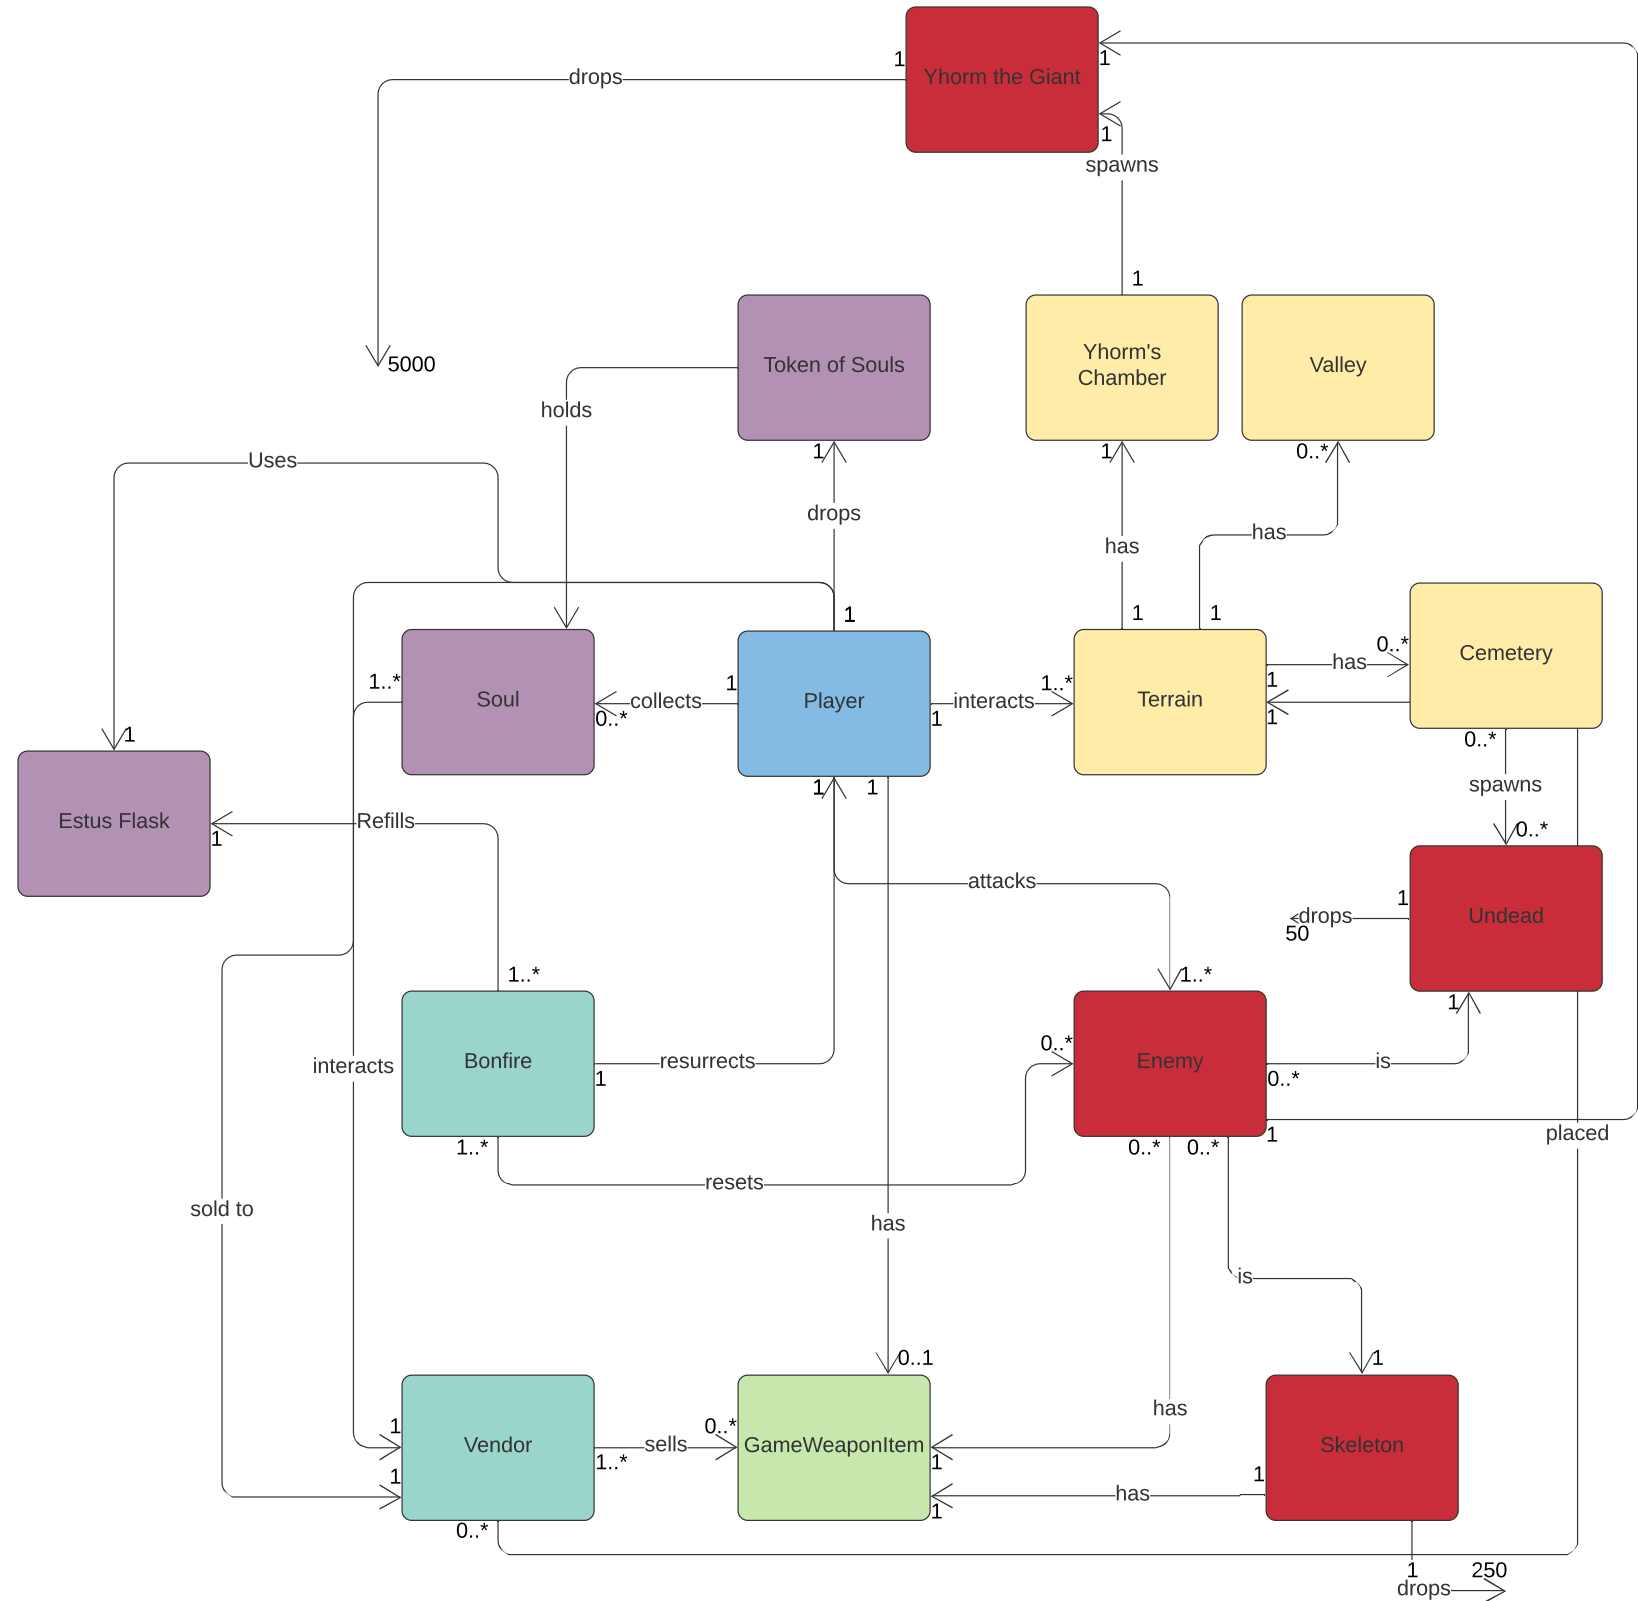 1
drops
Yhorm the Giant
1
1
spawns
1
5000
Token of Souls
Yhorm's
Chamber
Valley
holds
Uses
1
1
0..*
drops
has
has
1
1
1
0..*
has
Cemetery
1..*
Soul
1
collects
0..*
Player
interacts
1
1..*
Terrain
1
1
0..*
1
1
1
spawns
0..*
Estus Flask
1
Refills
attacks
Undead
1
drops
50
1..*
1..*
1
Bonfire
resurrects
1
0..*
Enemy
is
0..*
interacts
1..*
0..*
0..*
1
placed
resets
sold to
has
is
0..1
1
1
Vendor
sells
1..*
0..*
GameWeaponItem
has
1
Skeleton
1
has
1
1
0..*
1
250
drops